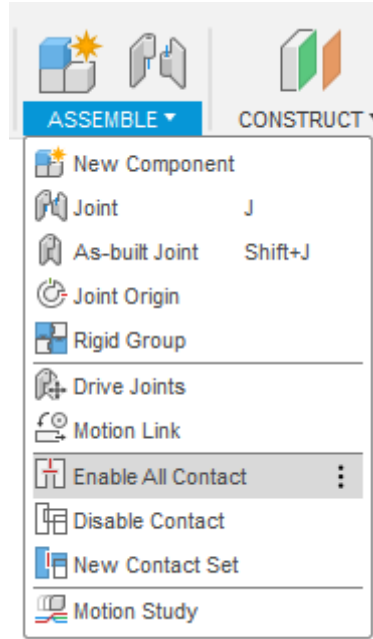 ASSEMBLE CONSTRUCT
New Component
Joint J
As-built Joint Shift+J
Joint Origin
Rigid Group
Drive Joints
Motion Link
Enable All Contact
Disable Contact
New Contact Set
Motion Study